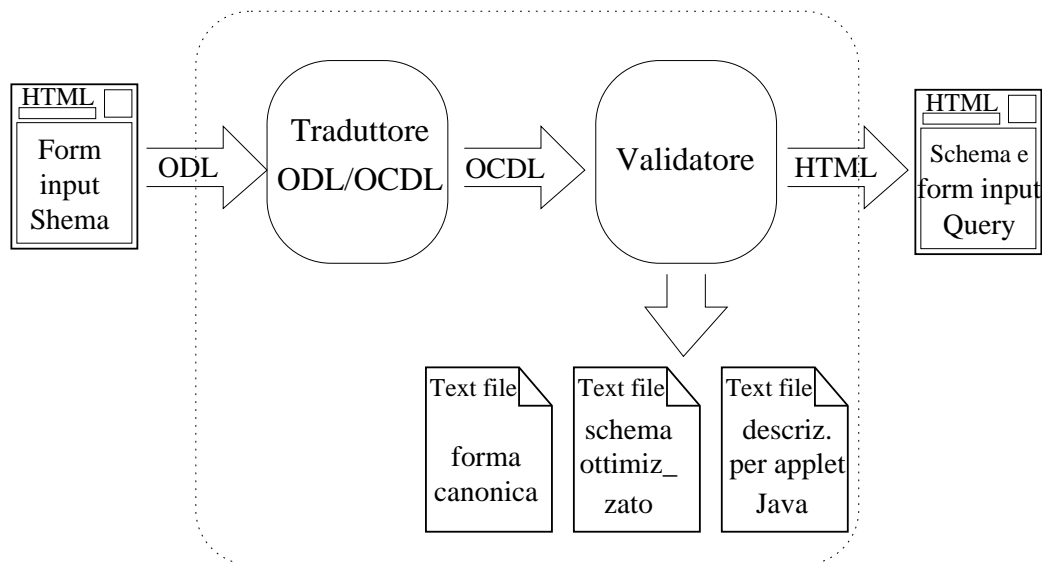 HTML
Form
input
Shema
ODL
Traduttore
ODL/OCDL
OCDL
Validatore
HTML
HTML
Schema e
form input
Query
Text file
forma
canonica
Text file
schema
ottimiz_
zato
Text file
descriz.
per applet
Java